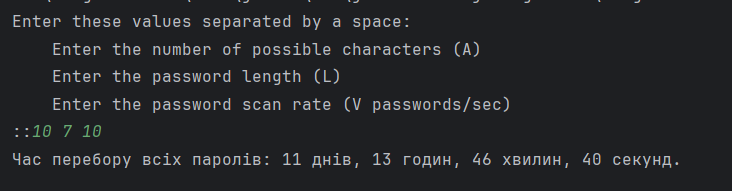 Enter these values separated by a space:
Enter the number of possible characters (A)
Enter the password length (L)
Enter the password scan rate (V passwords/sec)
::10 7 10
Час перебору всіх паролів: 11 днів, 13 годин, 46 хвилин, 40 секунд.